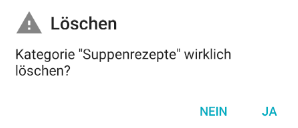 Löschen
Kategorie "Suppenrezepte" wirklich
löschen?
NEIN JA